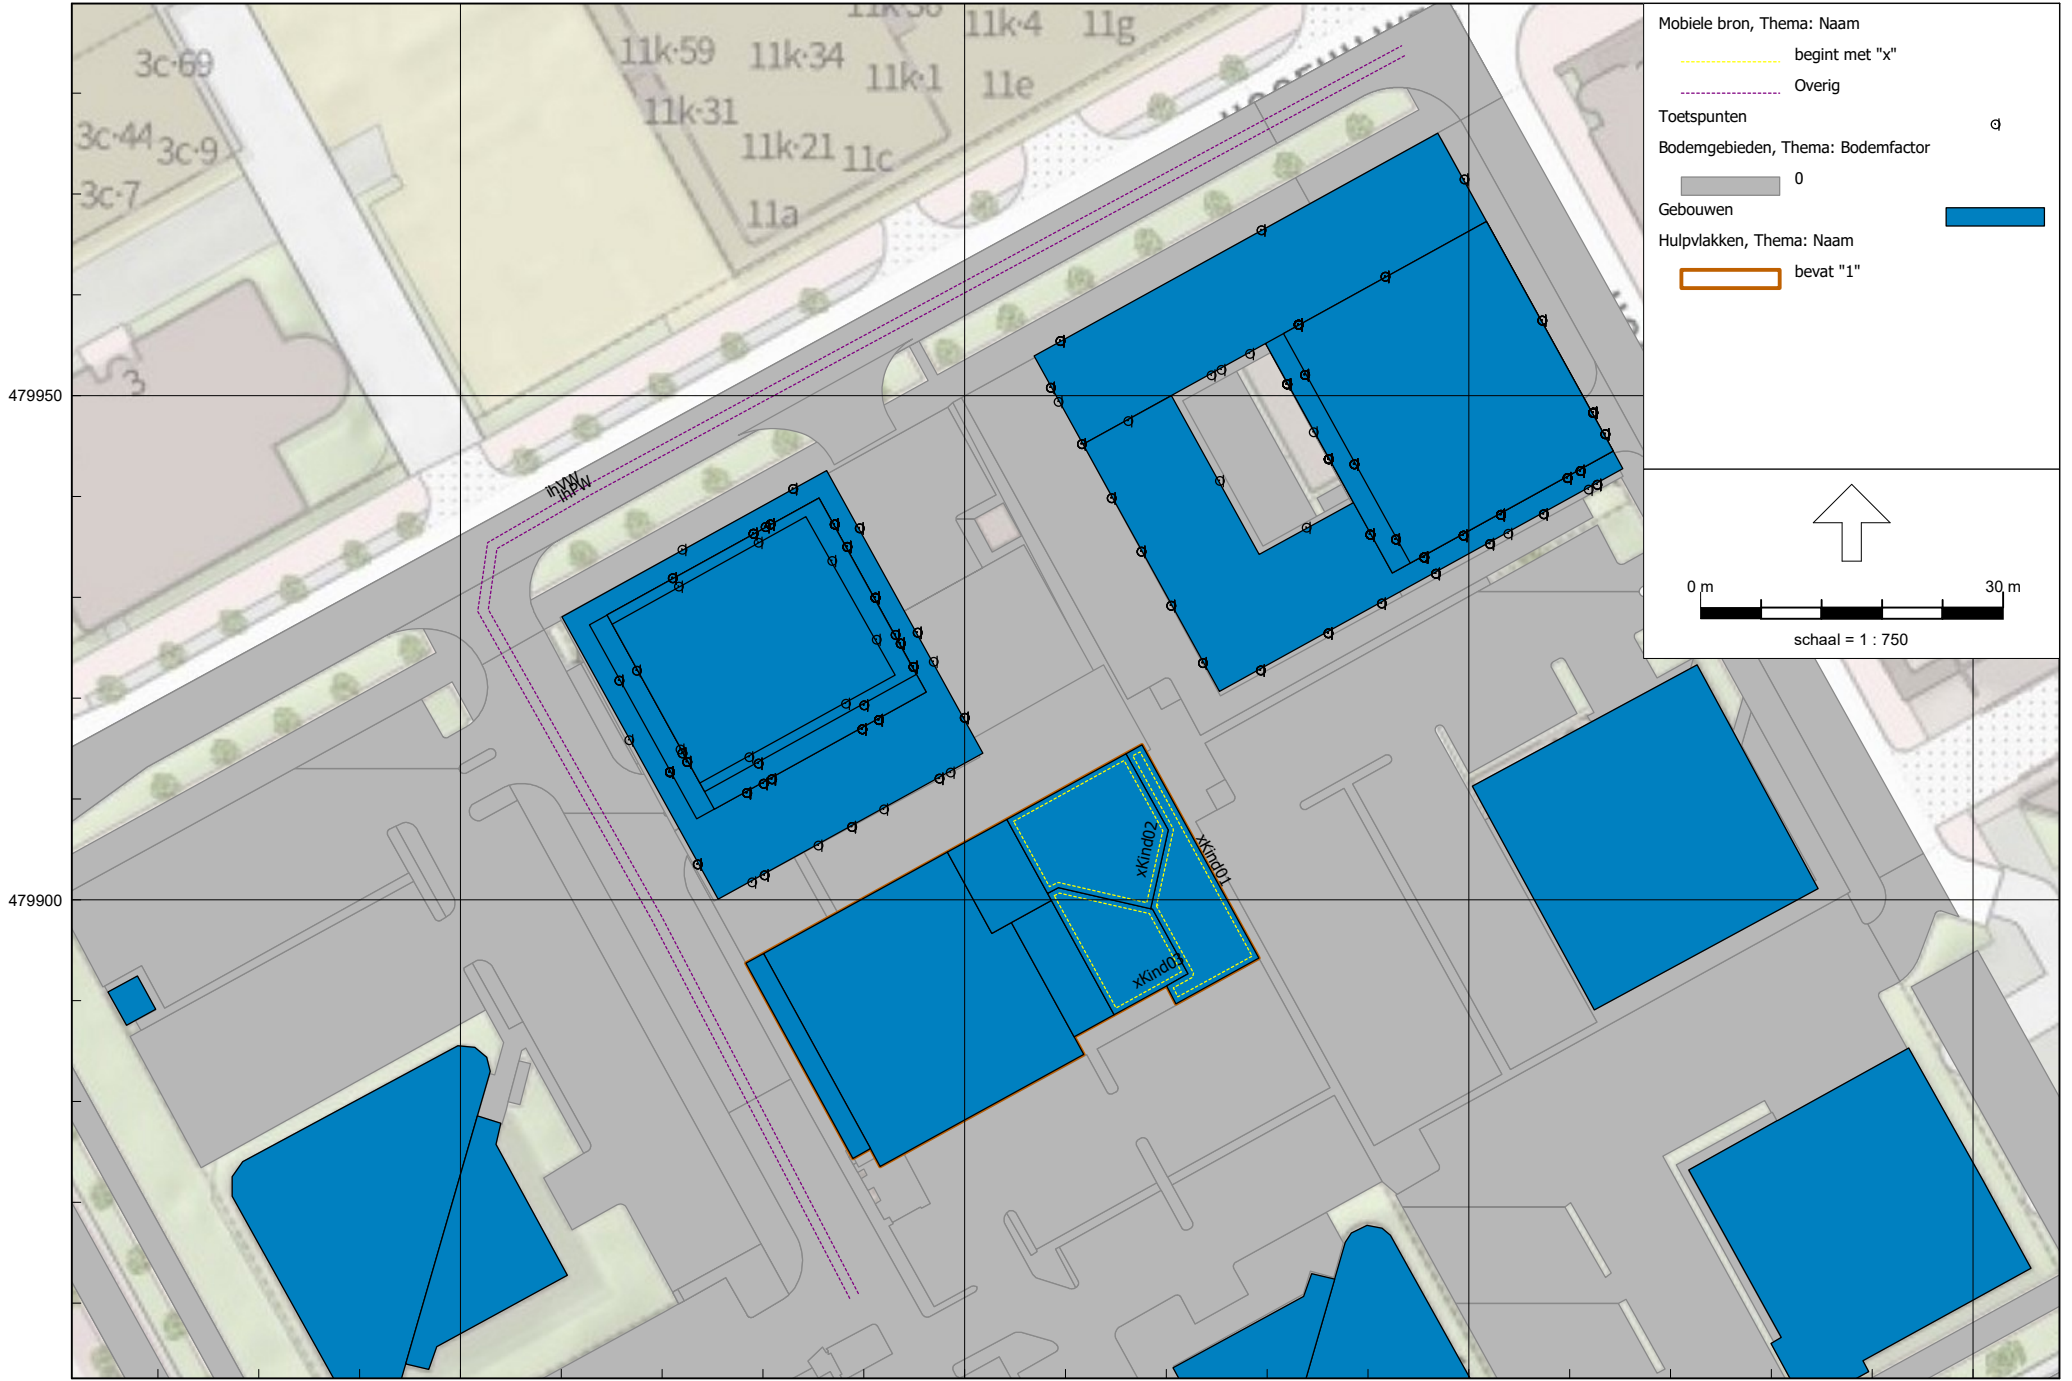 11k·4
11g
11k·59
11k·34
3c·69
11k·1
11e
11k·31
3c·44
3c·9
11k·21
11c
3c·7
11a
3
Mobiele bron, Thema: Naam
begint met "x"
Overig
Toetspunten
Bodemgebieden, Thema: Bodemfactor
0
Gebouwen
Hulpvlakken, Thema: Naam
bevat "1"
0 m
30 m
schaal = 1 : 750
479950
ihVW
ihPW
xKind02
xKind01
479900
xKind03